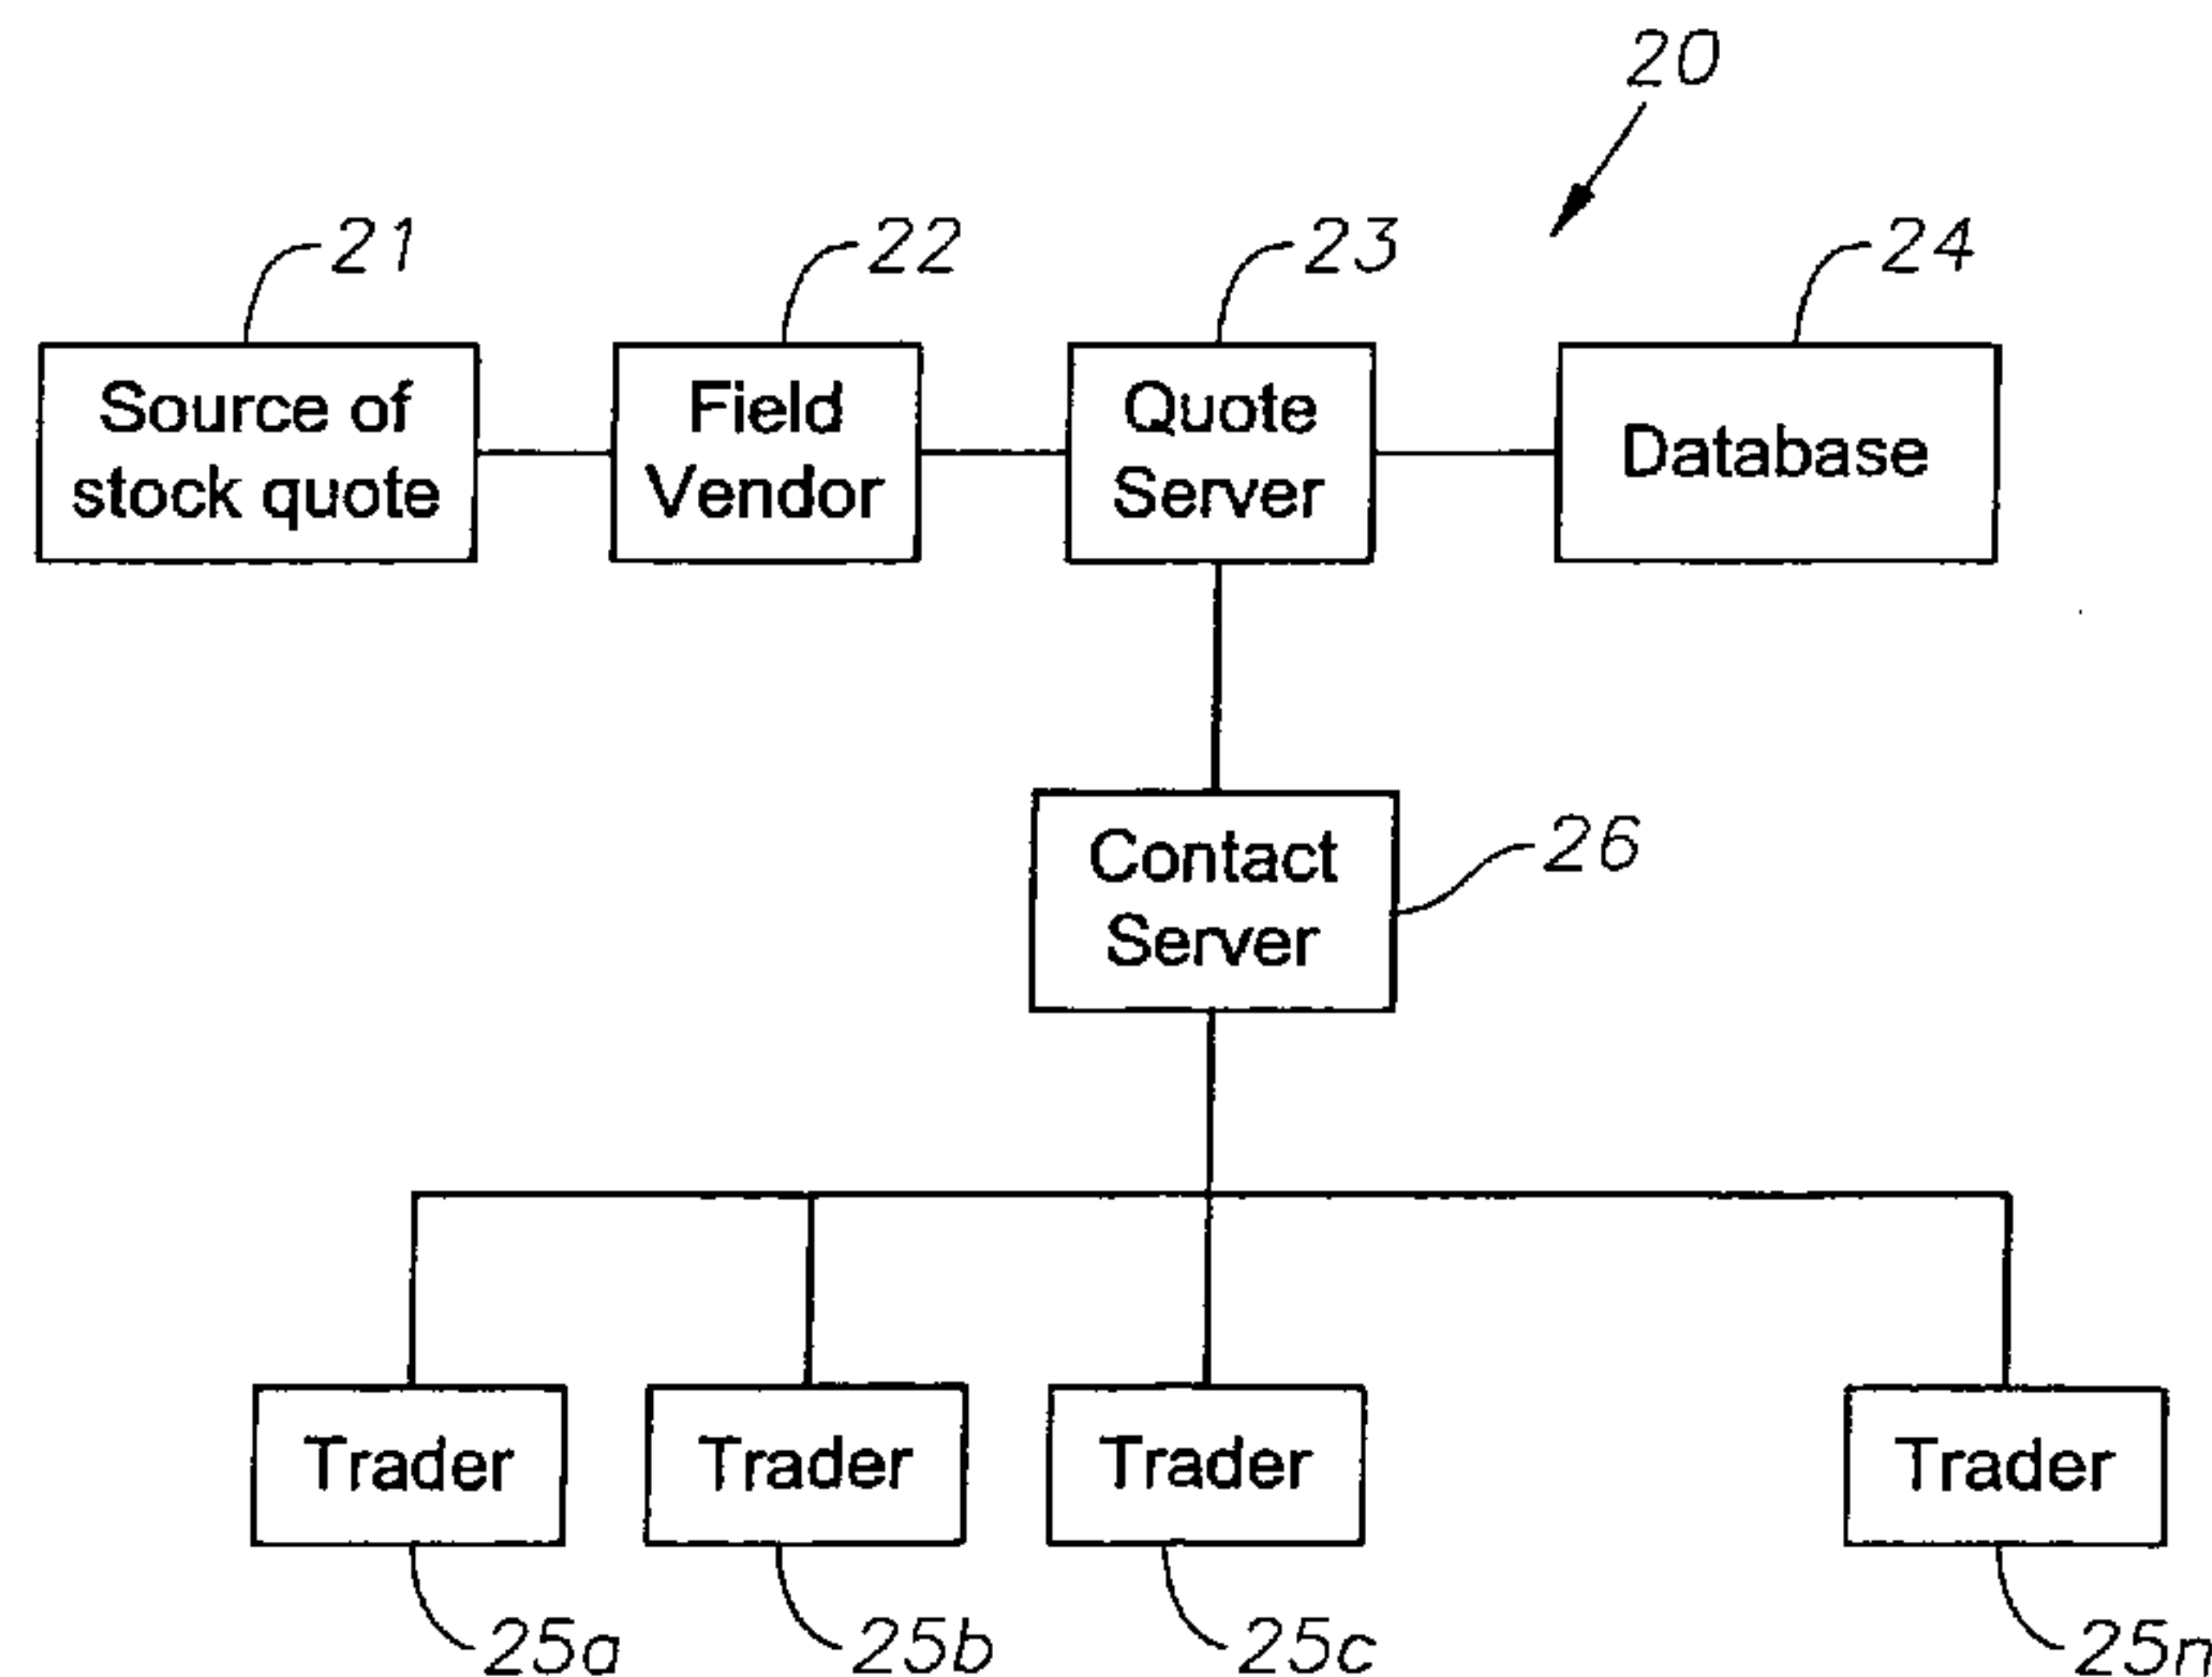 20
21
22
23
24
Source of
stock quote
Field
Vendor
Quote
Server
Database
Contact
Server
26
Trader
Trader
Trader
Trader
25a
25b
25c
25n